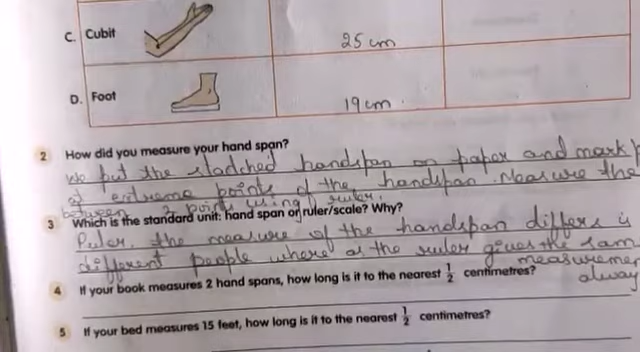 C. Cubit
25 cm
D. Foot
19 cm
2 How did you measure your hand span?
We put the stadched handspan on paper and mark
of extreme points of the handspan. Measure the
between 2 points using ruler.
3 Which is the standard unit: hand span or ruler/scale? Why?
Ruler. the measure of the handspan differs is
different people where as the ruler gives the sam
measuremen
alway
4 If your book measures 2 hand spans, how long is it to the nearest 1/2 centimetres?
5 If your bed measures 15 feet, how long is it to the nearest 1/2 centimetres?